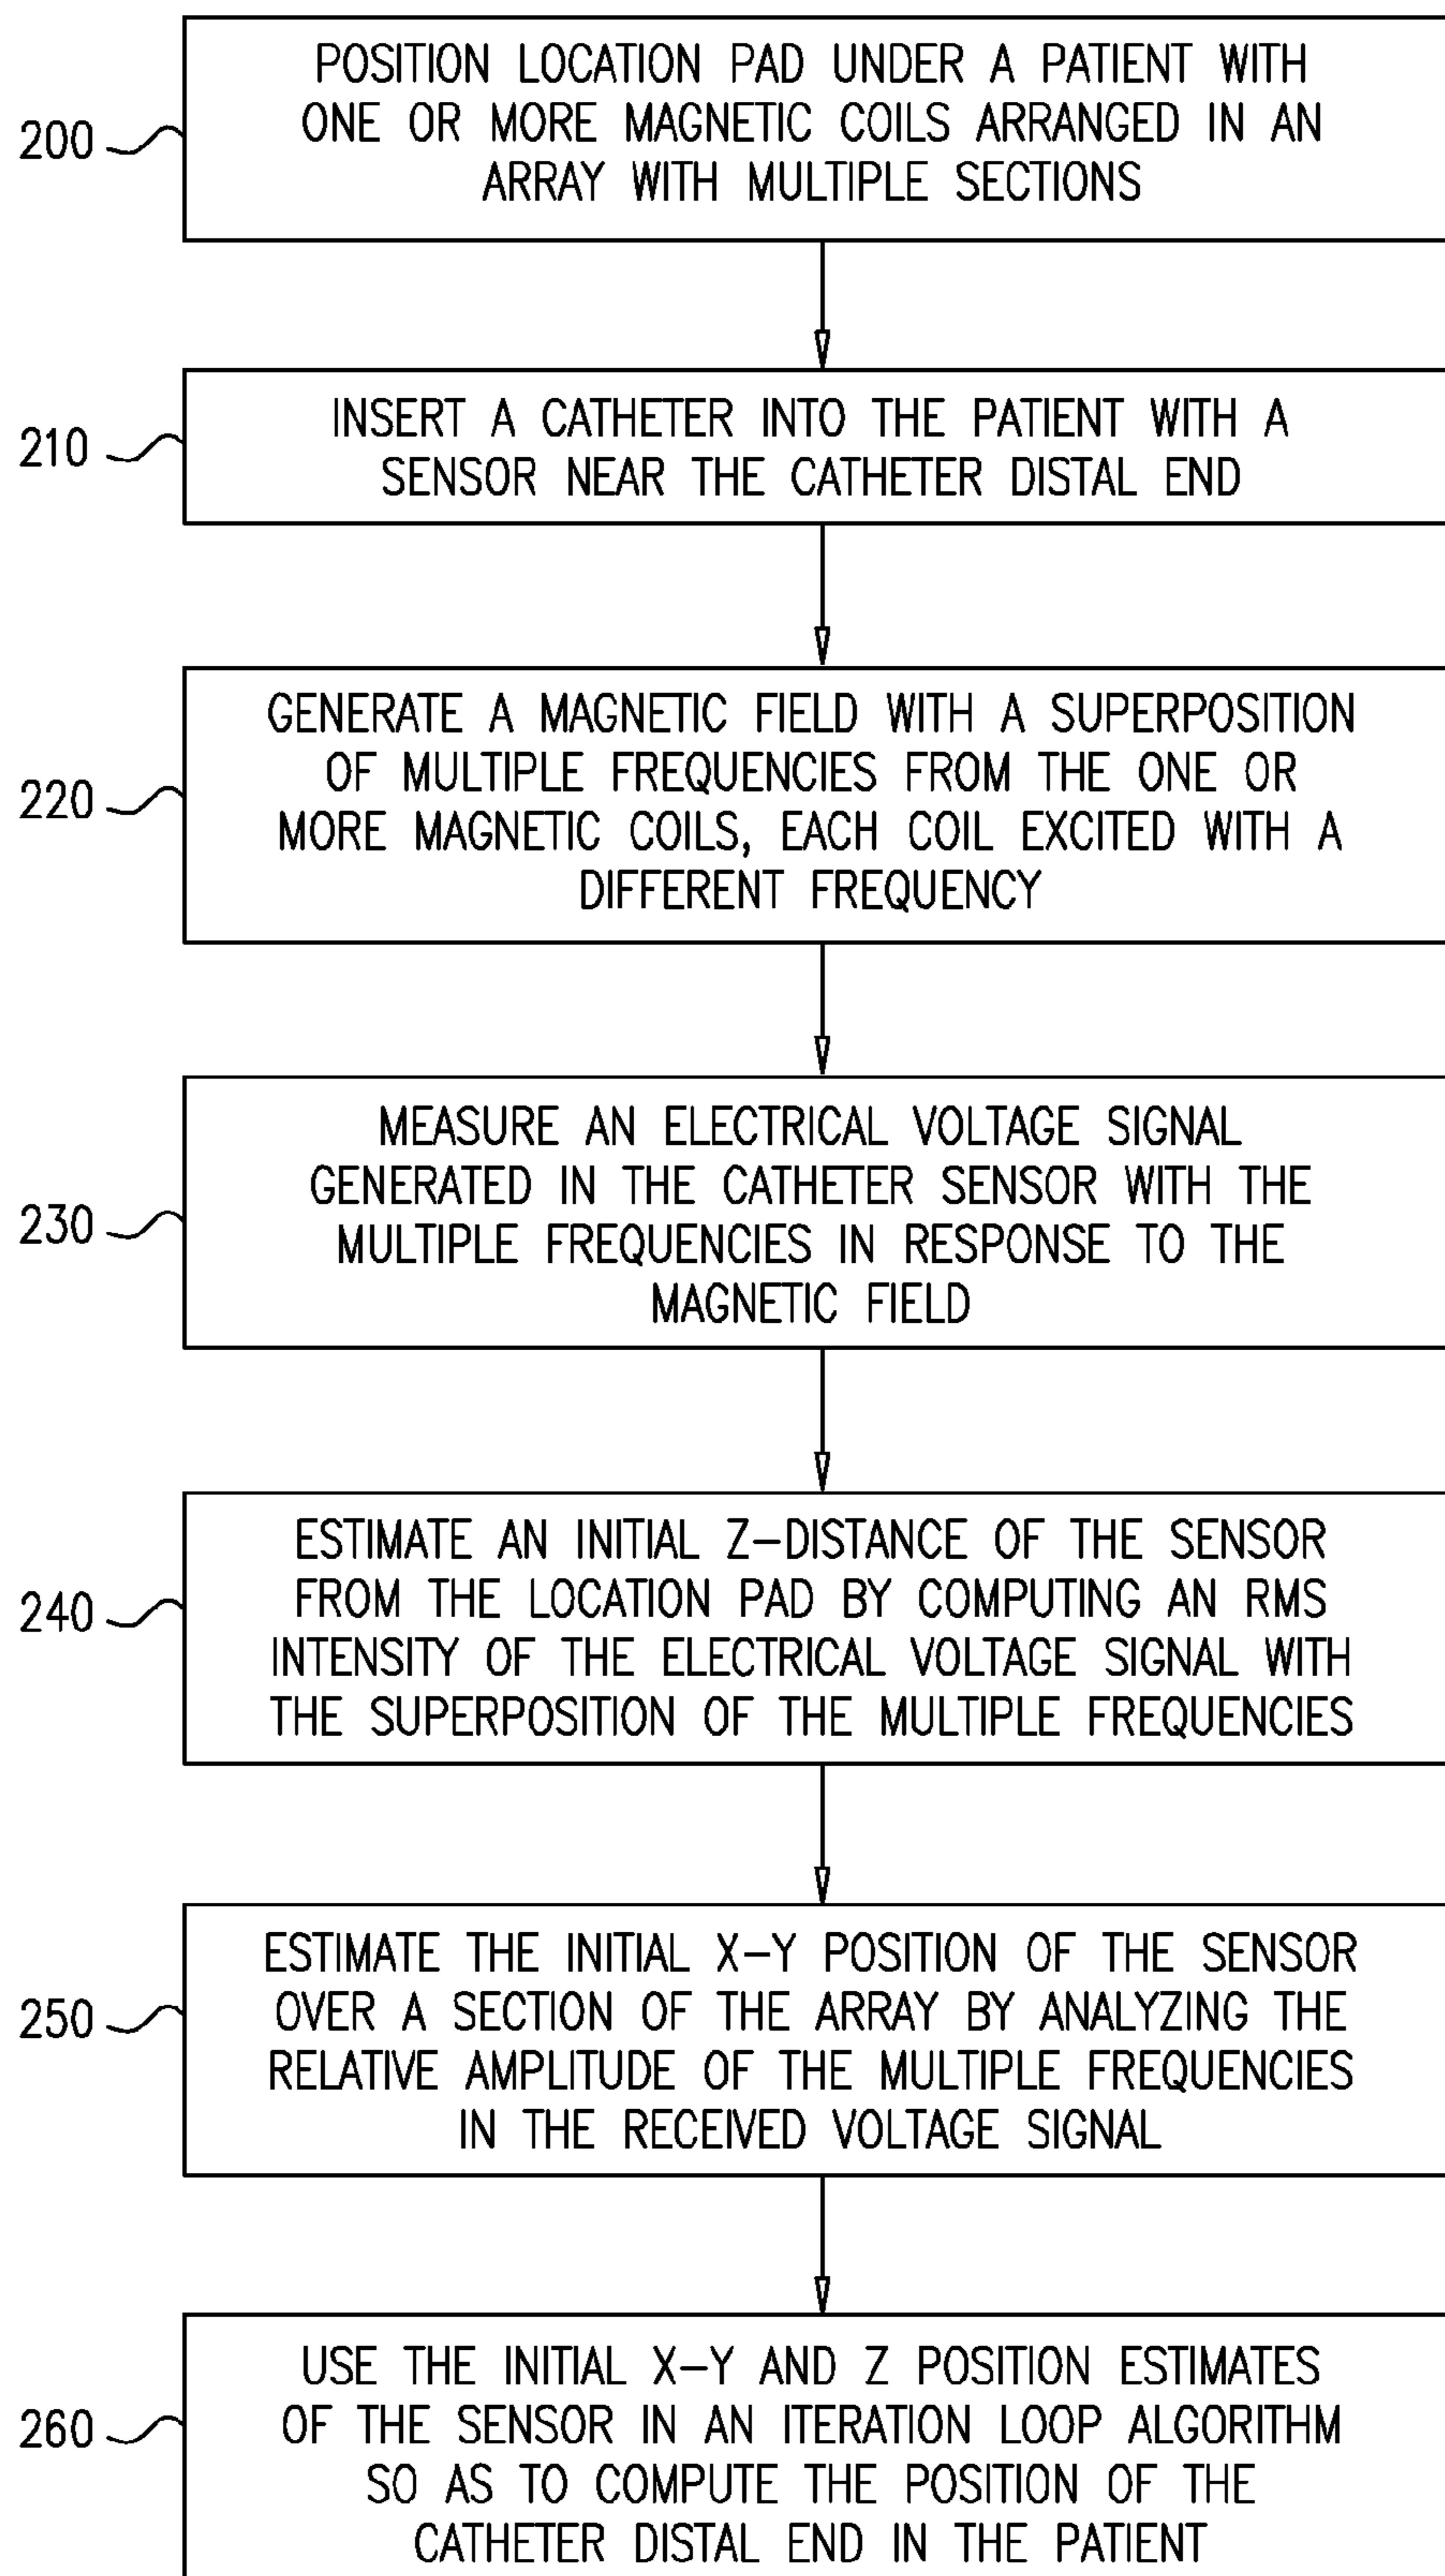 POSITION LOCATION PAD UNDER A PATIENT WITH
ONE OR MORE MAGNETIC COILS ARRANGED IN AN
ARRAY WITH MULTIPLE SECTIONS
200
INSERT A CATHETER INTO THE PATIENT WITH A
SENSOR NEAR THE CATHETER DISTAL END
210
GENERATE A MAGNETIC FIELD WITH A SUPERPOSITION
OF MULTIPLE FREQUENCIES FROM THE ONE OR
MORE MAGNETIC COILS, EACH COIL EXCITED WITH A
DIFFERENT FREQUENCY
220
MEASURE AN ELECTRICAL VOLTAGE SIGNAL
GENERATED IN THE CATHETER SENSOR WITH THE
MULTIPLE FREQUENCIES IN RESPONSE TO THE
MAGNETIC FIELD
230
ESTIMATE AN INITIAL Z-DISTANCE OF THE SENSOR
FROM THE LOCATION PAD BY COMPUTING AN RMS
INTENSITY OF THE ELECTRICAL VOLTAGE SIGNAL WITH
THE SUPERPOSITION OF THE MULTIPLE FREQUENCIES
240
ESTIMATE THE INITIAL X-Y POSITION OF THE SENSOR
OVER A SECTION OF THE ARRAY BY ANALYZING THE
RELATIVE AMPLITUDE OF THE MULTIPLE FREQUENCIES
IN THE RECEIVED VOLTAGE SIGNAL
250
USE THE INITIAL X-Y AND Z POSITION ESTIMATES
OF THE SENSOR IN AN ITERATION LOOP ALGORITHM
SO AS TO COMPUTE THE POSITION OF THE
CATHETER DISTAL END IN THE PATIENT
260